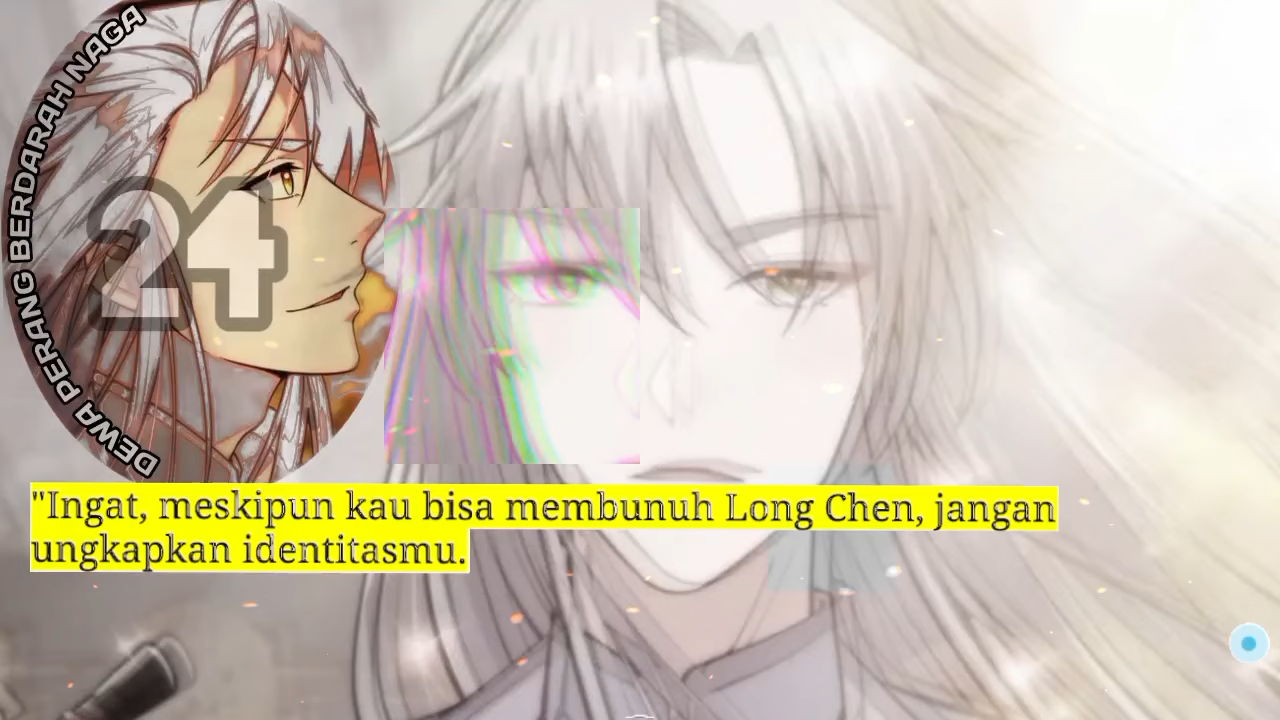 DEWA PERANG BERDARAH NAGA
24
"Ingat, meskipun kau bisa membunuh Long Chen, jangan
ungkapkan identitasmu.